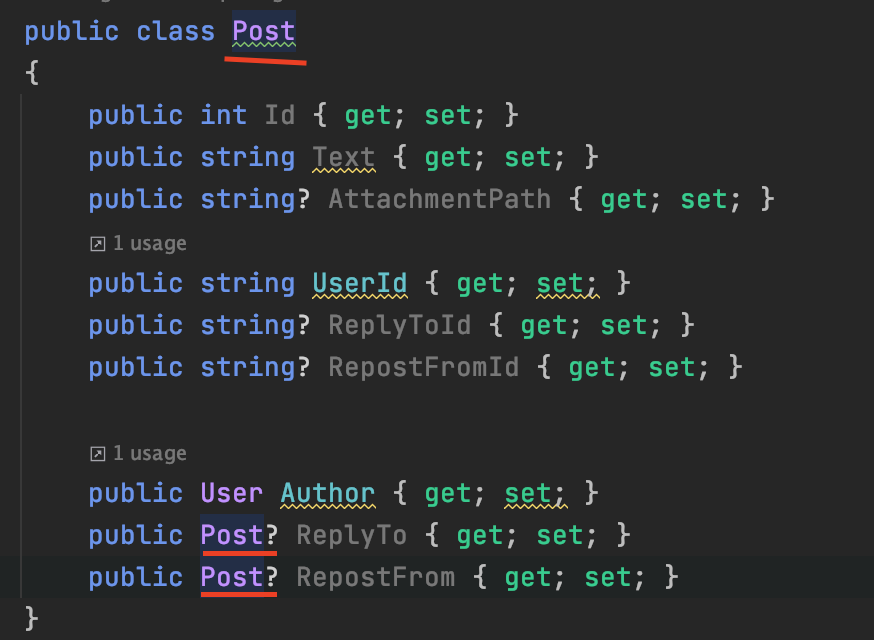 public class Post
{
public int Id { get; set; }
public string Text { get; set; }
public string? AttachmentPath { get; set; }
1 usage
public string UserId { get; set; }
public string? ReplyToId { get; set; }
public string? RepostFromId { get; set; }
1 usage
public User Author { get; set; }
public Post? ReplyTo { get; set; }
public Post? RepostFrom { get; set; }
}